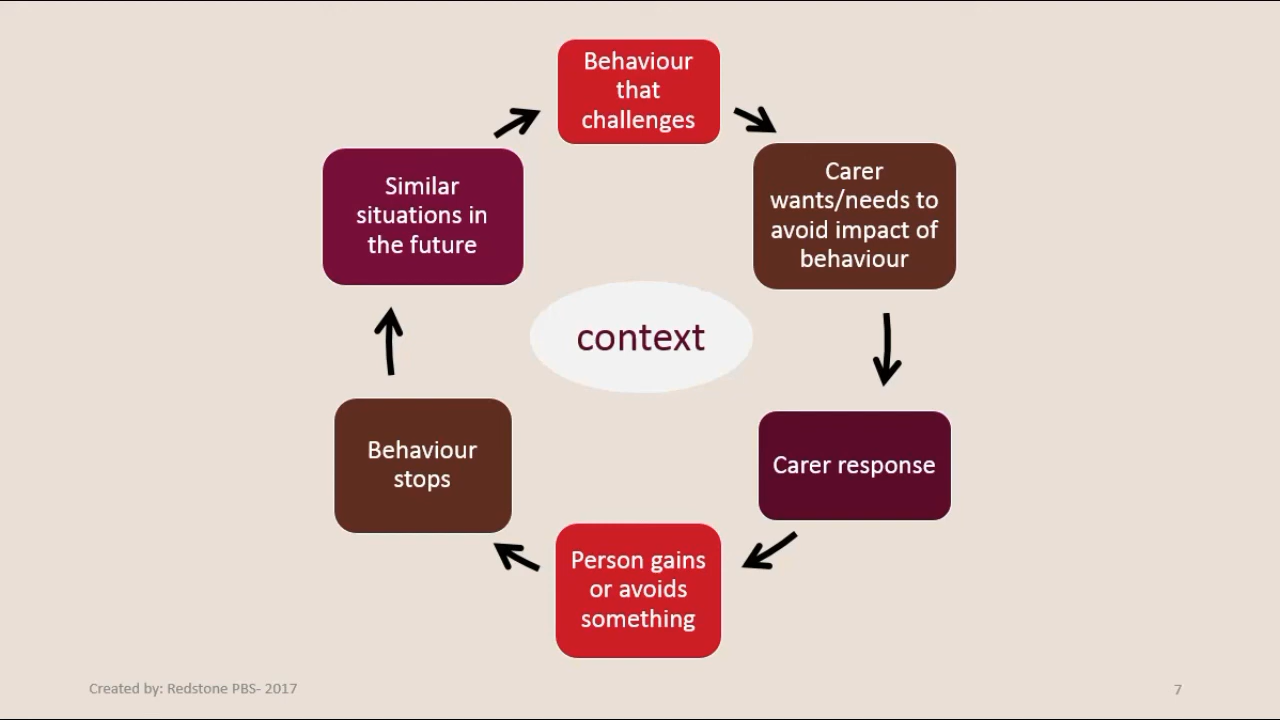 Behaviour
that
challenges
Carer
wants/needs to
avoid impact of
behaviour
Carer response
Person gains
or avoids
something
Behaviour
stops
Similar
situations in
the future
context
Created by: Redstone PBS- 2017
7